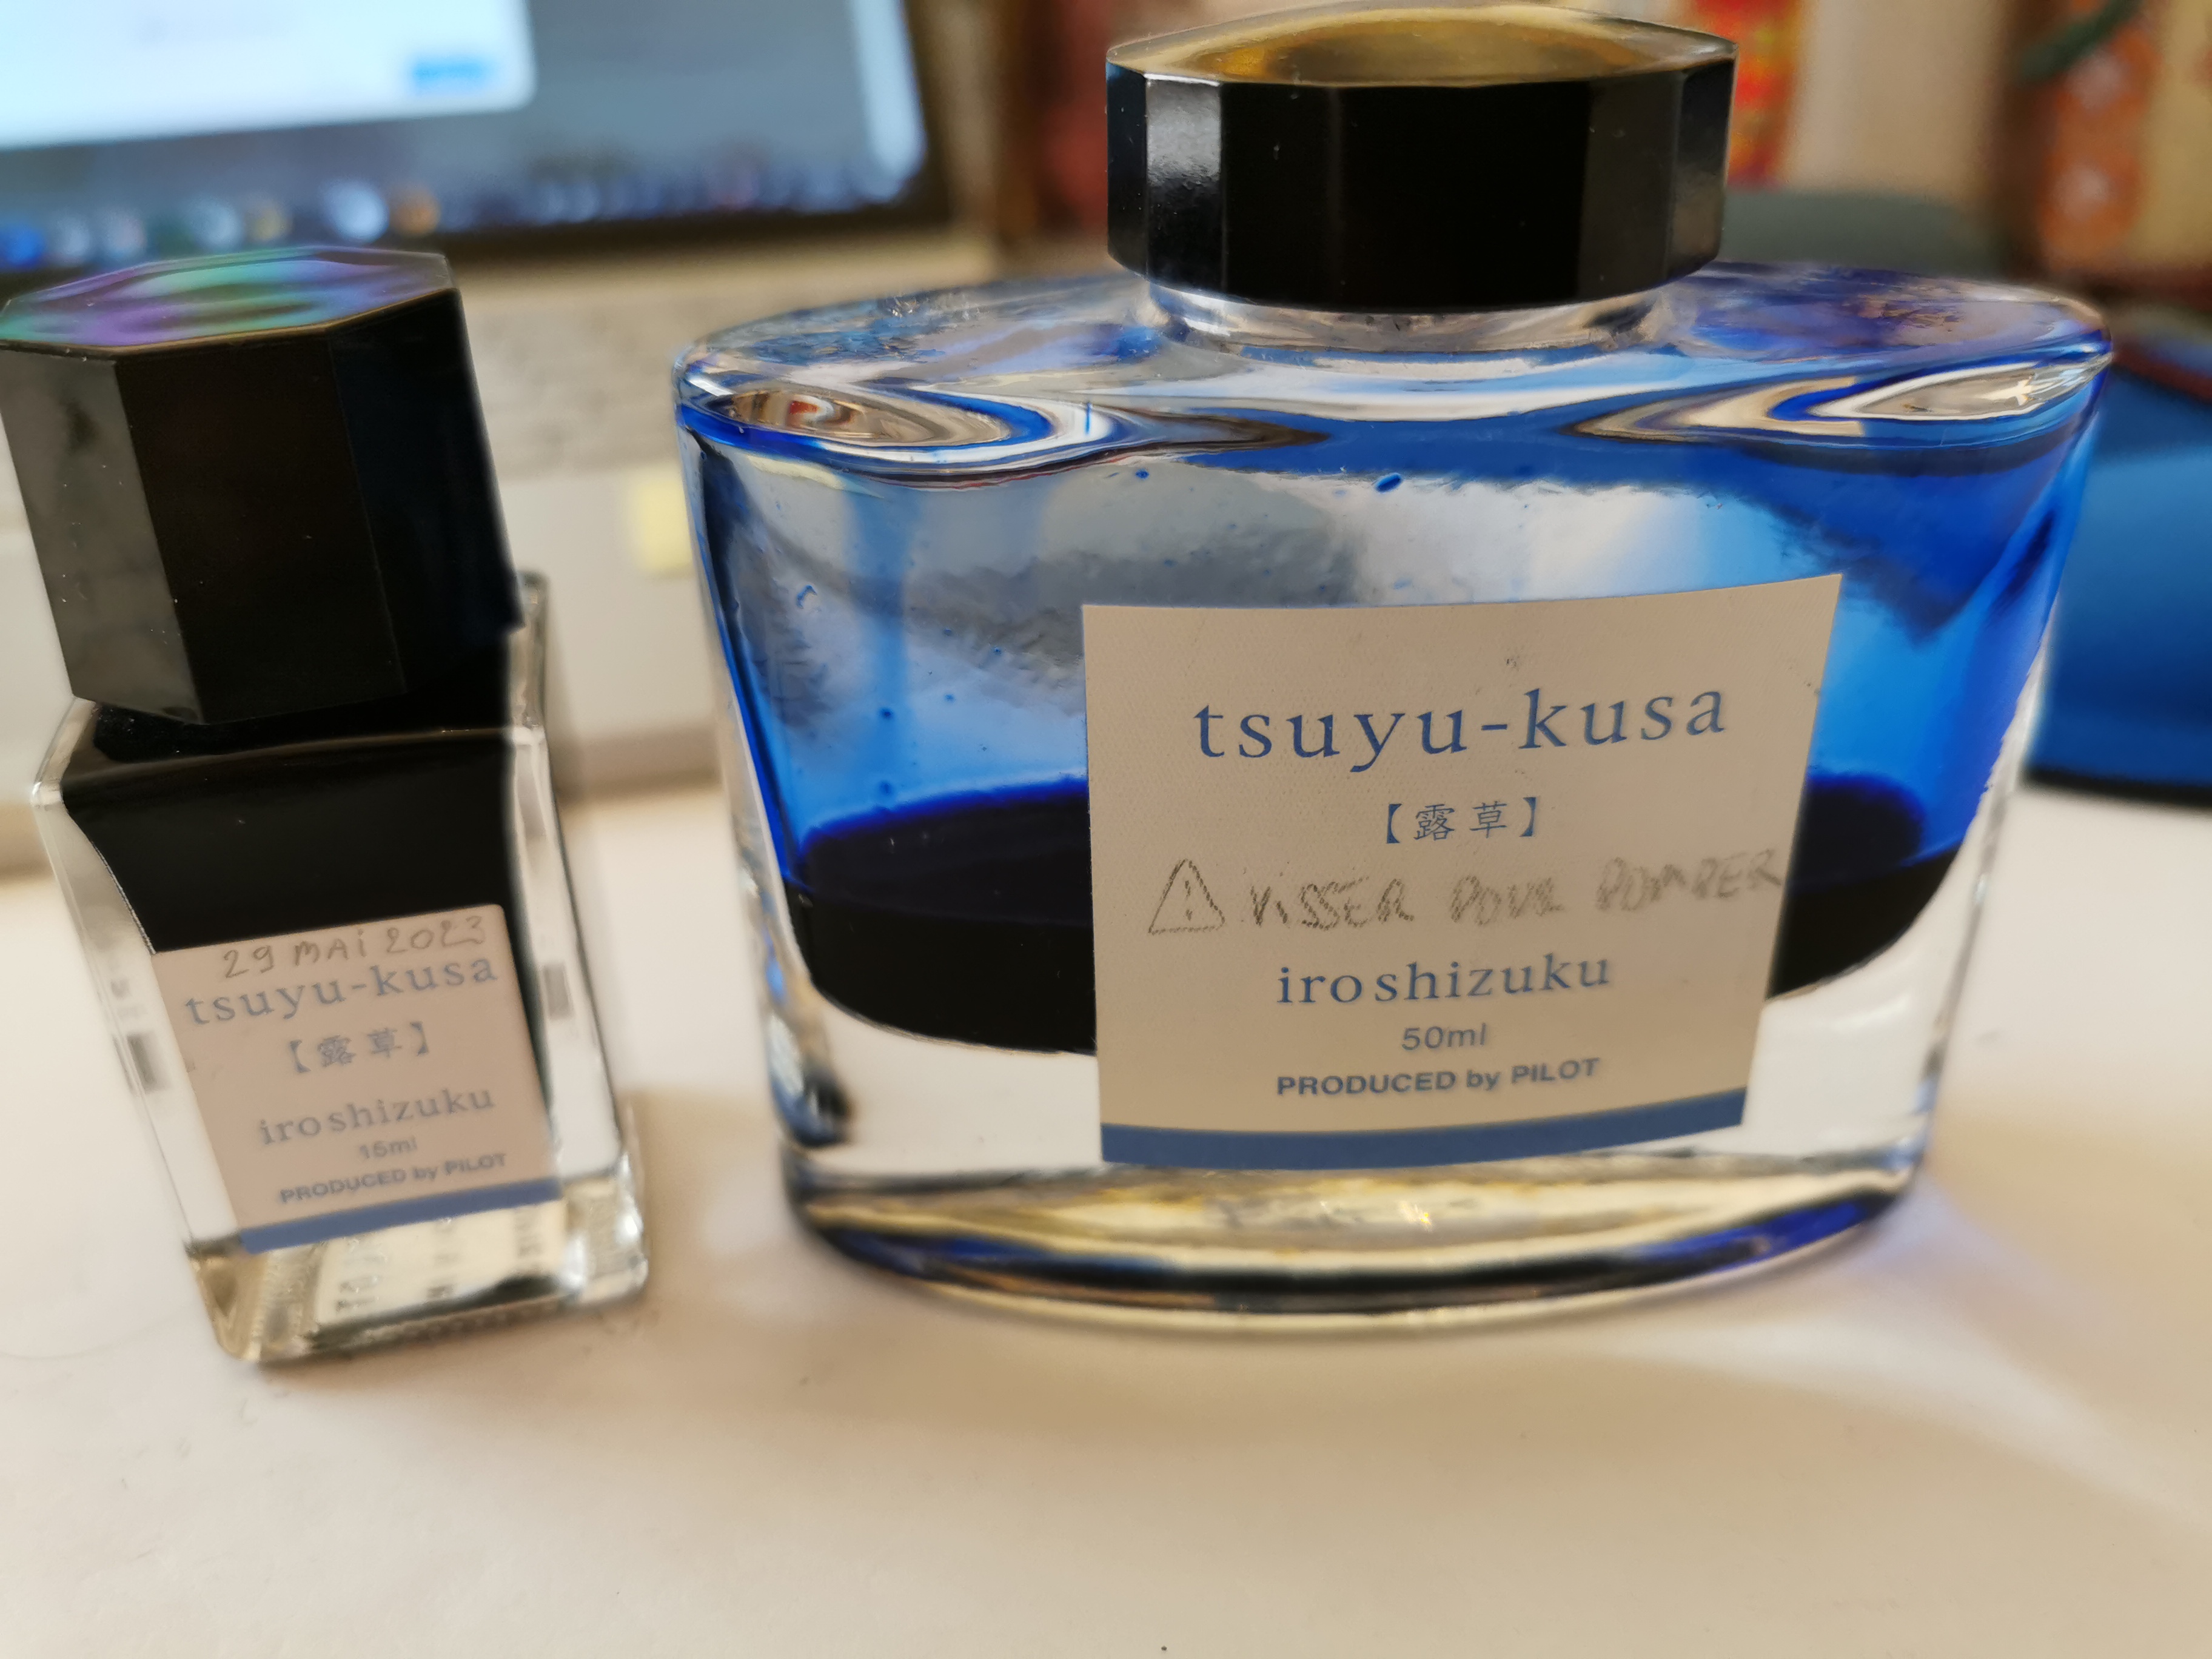 29 MAI 2023
tsuyu-kusa
【露草】
iroshizuku
15ml
PRODUCED by PILOT
tsuyu-kusa
【露草】
⚠ VISSER POUR POMPER
iroshizuku
50ml
PRODUCED by PILOT